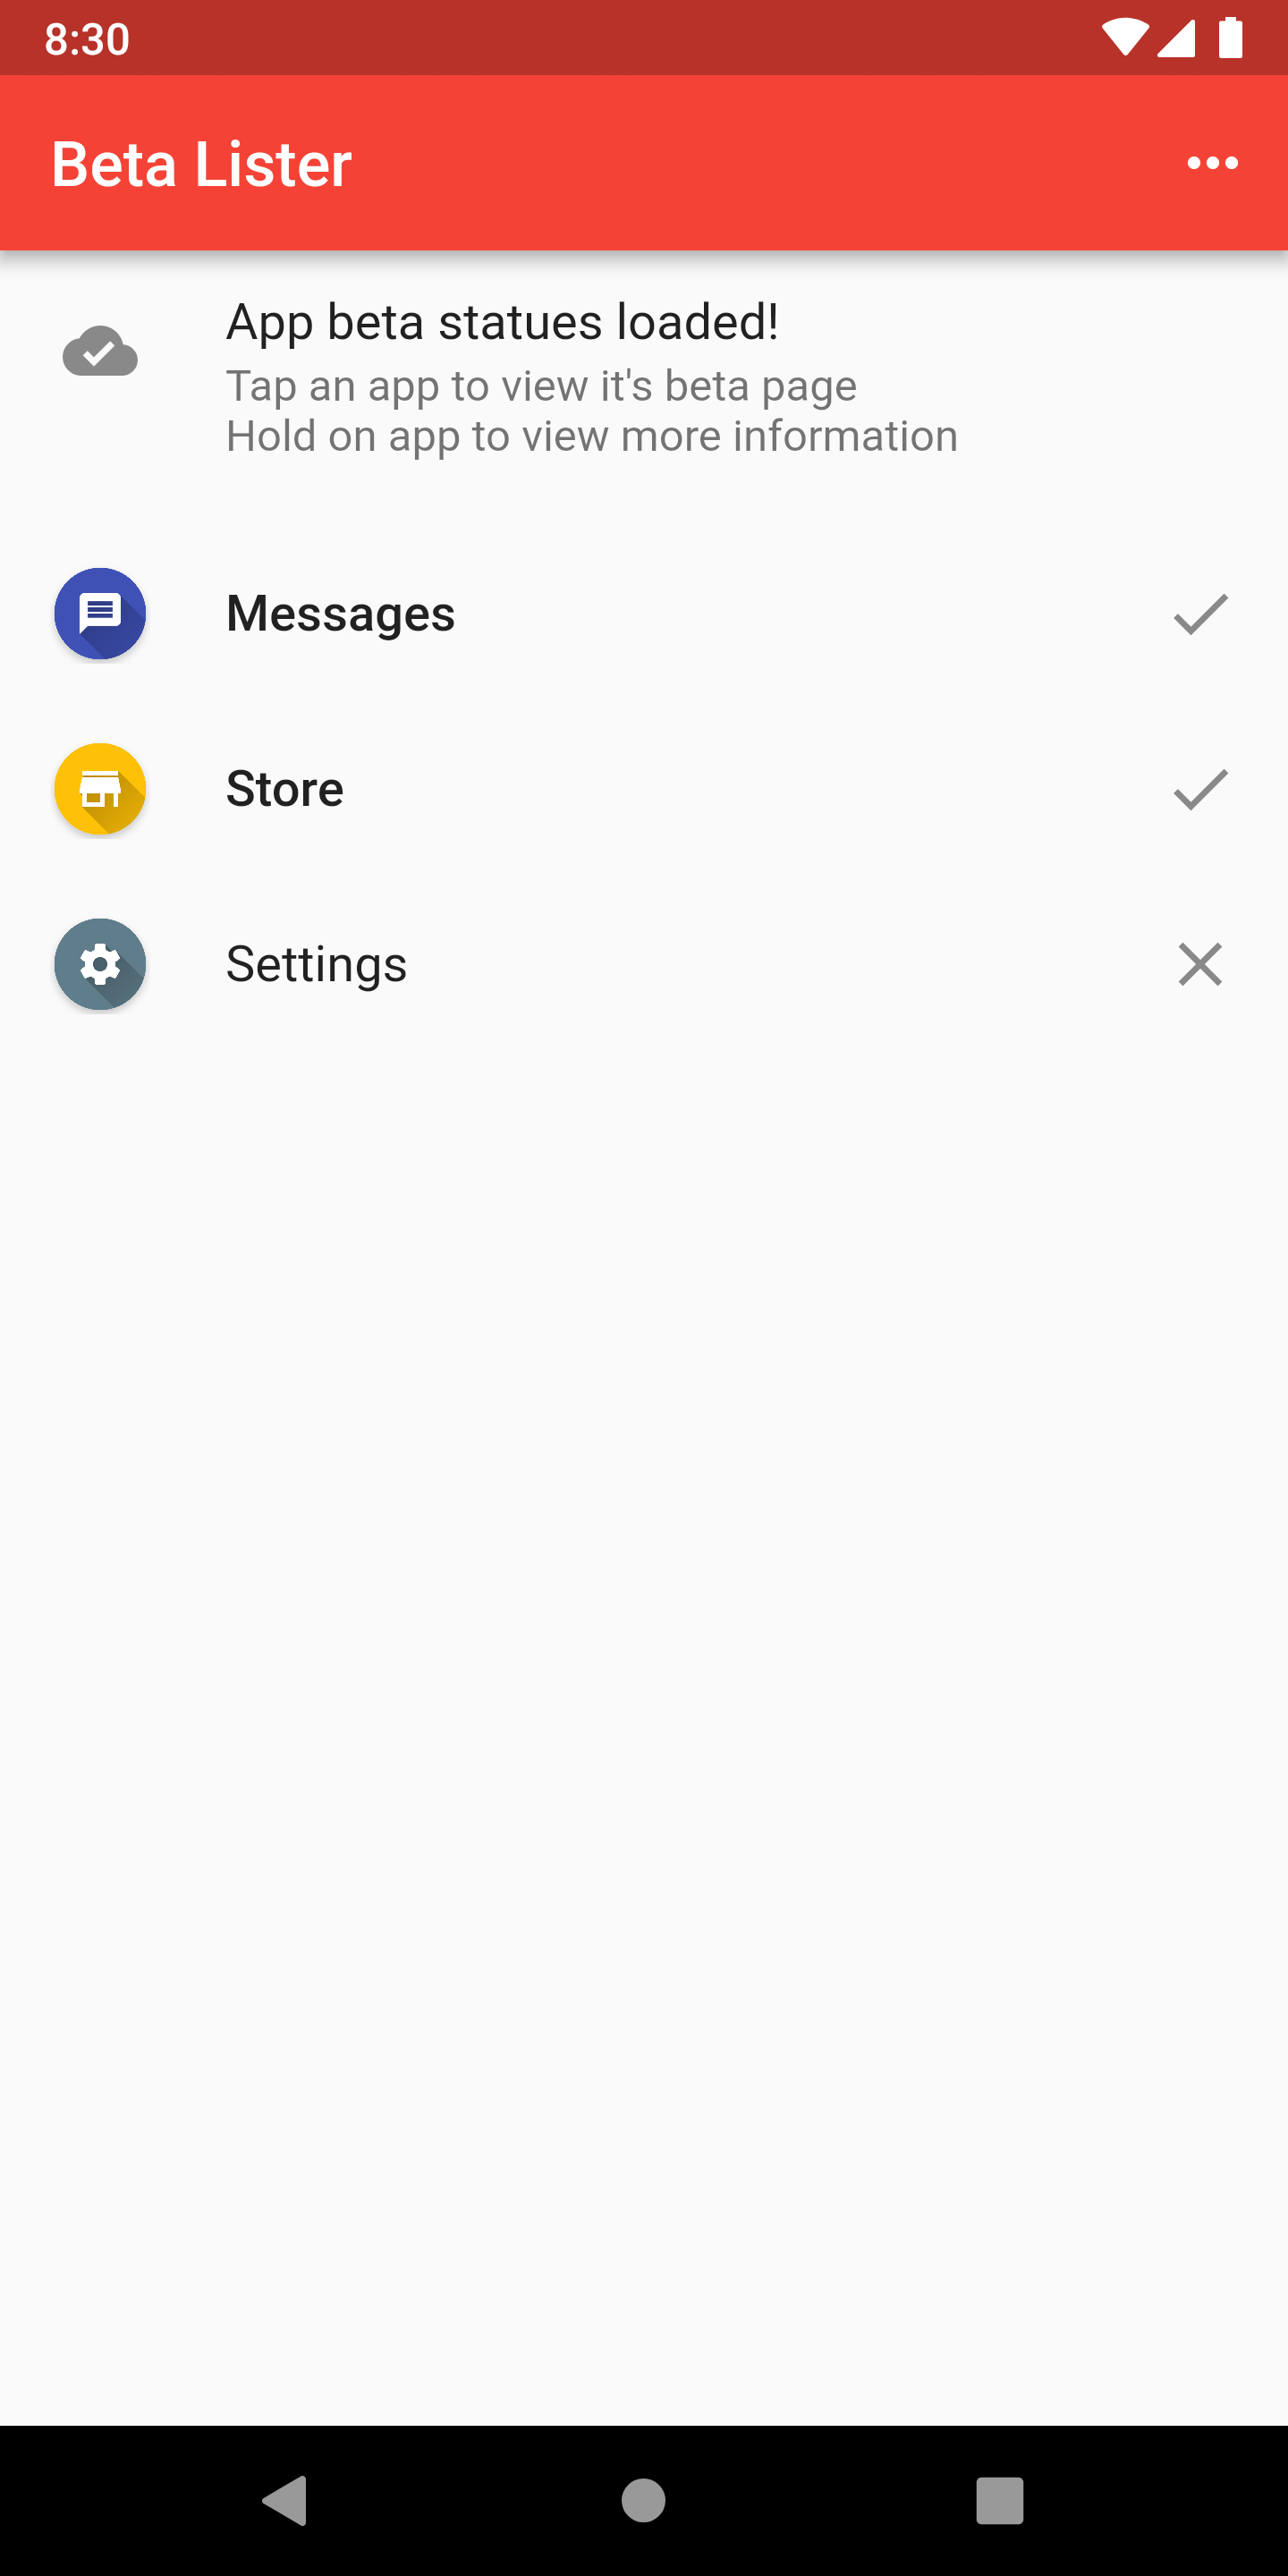 8:30
Beta Lister
App beta statues loaded!
Tap an app to view it's beta page
Hold on app to view more information
Messages
Store
Settings